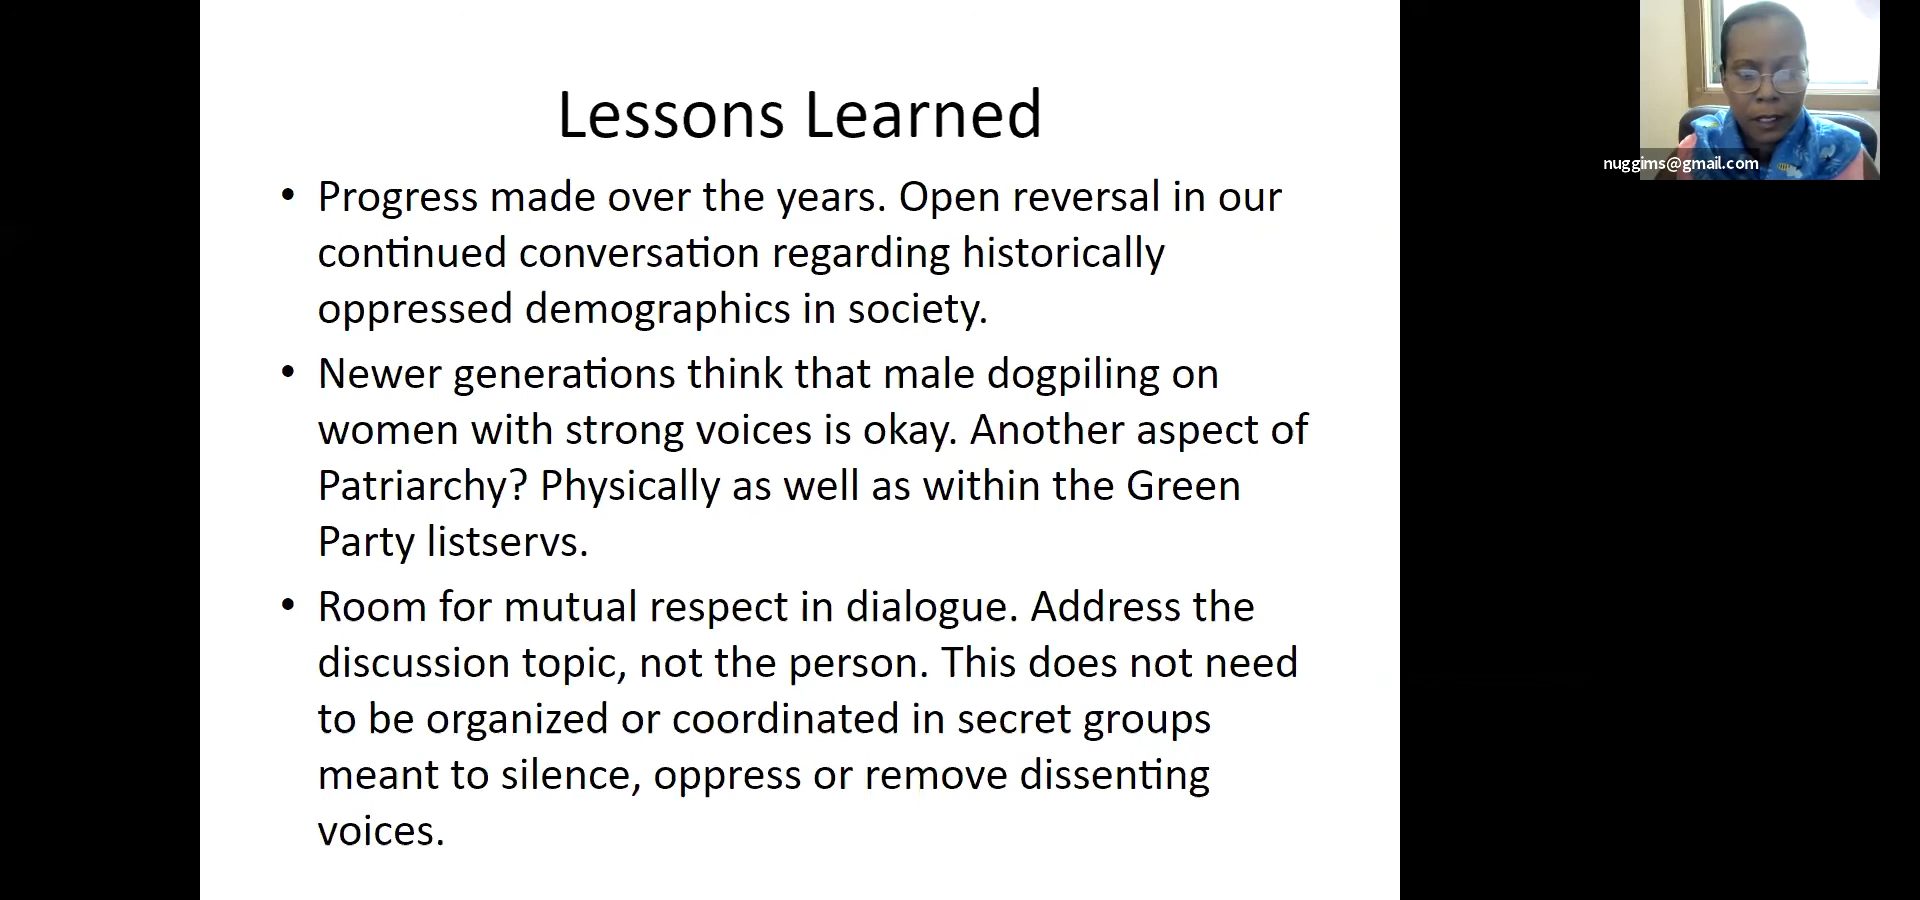 Lessons Learned
• Progress made over the years. Open reversal in our
continued conversation regarding historically
oppressed demographics in society.
• Newer generations think that male dogpiling on
women with strong voices is okay. Another aspect of
Patriarchy? Physically as well as within the Green
Party listservs.
• Room for mutual respect in dialogue. Address the
discussion topic, not the person. This does not need
to be organized or coordinated in secret groups
meant to silence, oppress or remove dissenting
voices.
nuggims@gmail.com